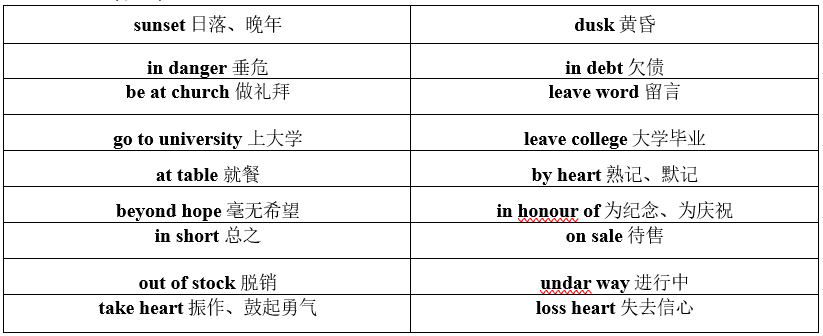 sunset 日落、晚年 dusk 黄昏
in danger 垂危 in debt 欠债
be at church 做礼拜 leave word 留言
go to university 上大学 leave college 大学毕业
at table 就餐 by heart 熟记、默记
beyond hope 毫无希望 in honour of 为纪念、为庆祝
in short 总之 on sale 待售
out of stock 脱销 undar way 进行中
take heart 振作、鼓起勇气 loss heart 失去信心